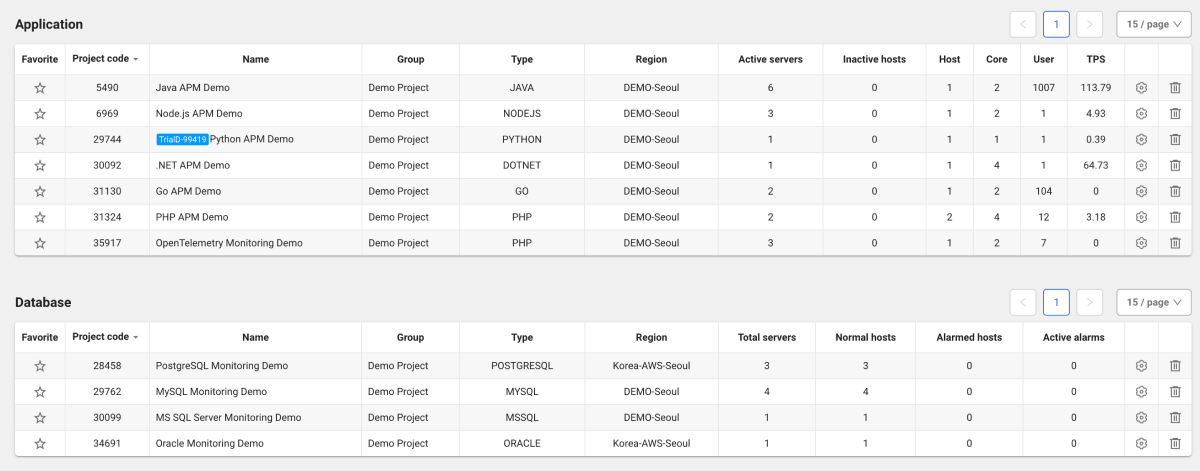 Application
1
15 / page
Favorite Project code Name Group Type Region Active servers Inactive hosts Host Core User TPS
5490 Java APM Demo Demo Project JAVA DEMO-Seoul 6 0 1 2 1007 113.79
6969 Node.js APM Demo Demo Project NODEJS DEMO-Seoul 3 0 1 2 1 4.93
29744 TrialD-99419 Python APM Demo Demo Project PYTHON DEMO-Seoul 1 0 1 1 1 0.39
30092 .NET APM Demo Demo Project DOTNET DEMO-Seoul 1 0 1 4 1 64.73
31130 Go APM Demo Demo Project GO DEMO-Seoul 2 0 1 2 104 0
31324 PHP APM Demo Demo Project PHP DEMO-Seoul 2 0 2 4 12 3.18
35917 OpenTelemetry Monitoring Demo Demo Project PHP DEMO-Seoul 3 0 1 2 7 0
Database
1
15 / page
Favorite Project code Name Group Type Region Total servers Normal hosts Alarmed hosts Active alarms
28458 PostgreSQL Monitoring Demo Demo Project POSTGRESQL Korea-AWS-Seoul 3 3 0 0
29762 MySQL Monitoring Demo Demo Project MYSQL DEMO-Seoul 4 4 0 0
30099 MS SQL Server Monitoring Demo Demo Project MSSQL DEMO-Seoul 1 1 0 0
34691 Oracle Monitoring Demo Demo Project ORACLE Korea-AWS-Seoul 1 1 0 0